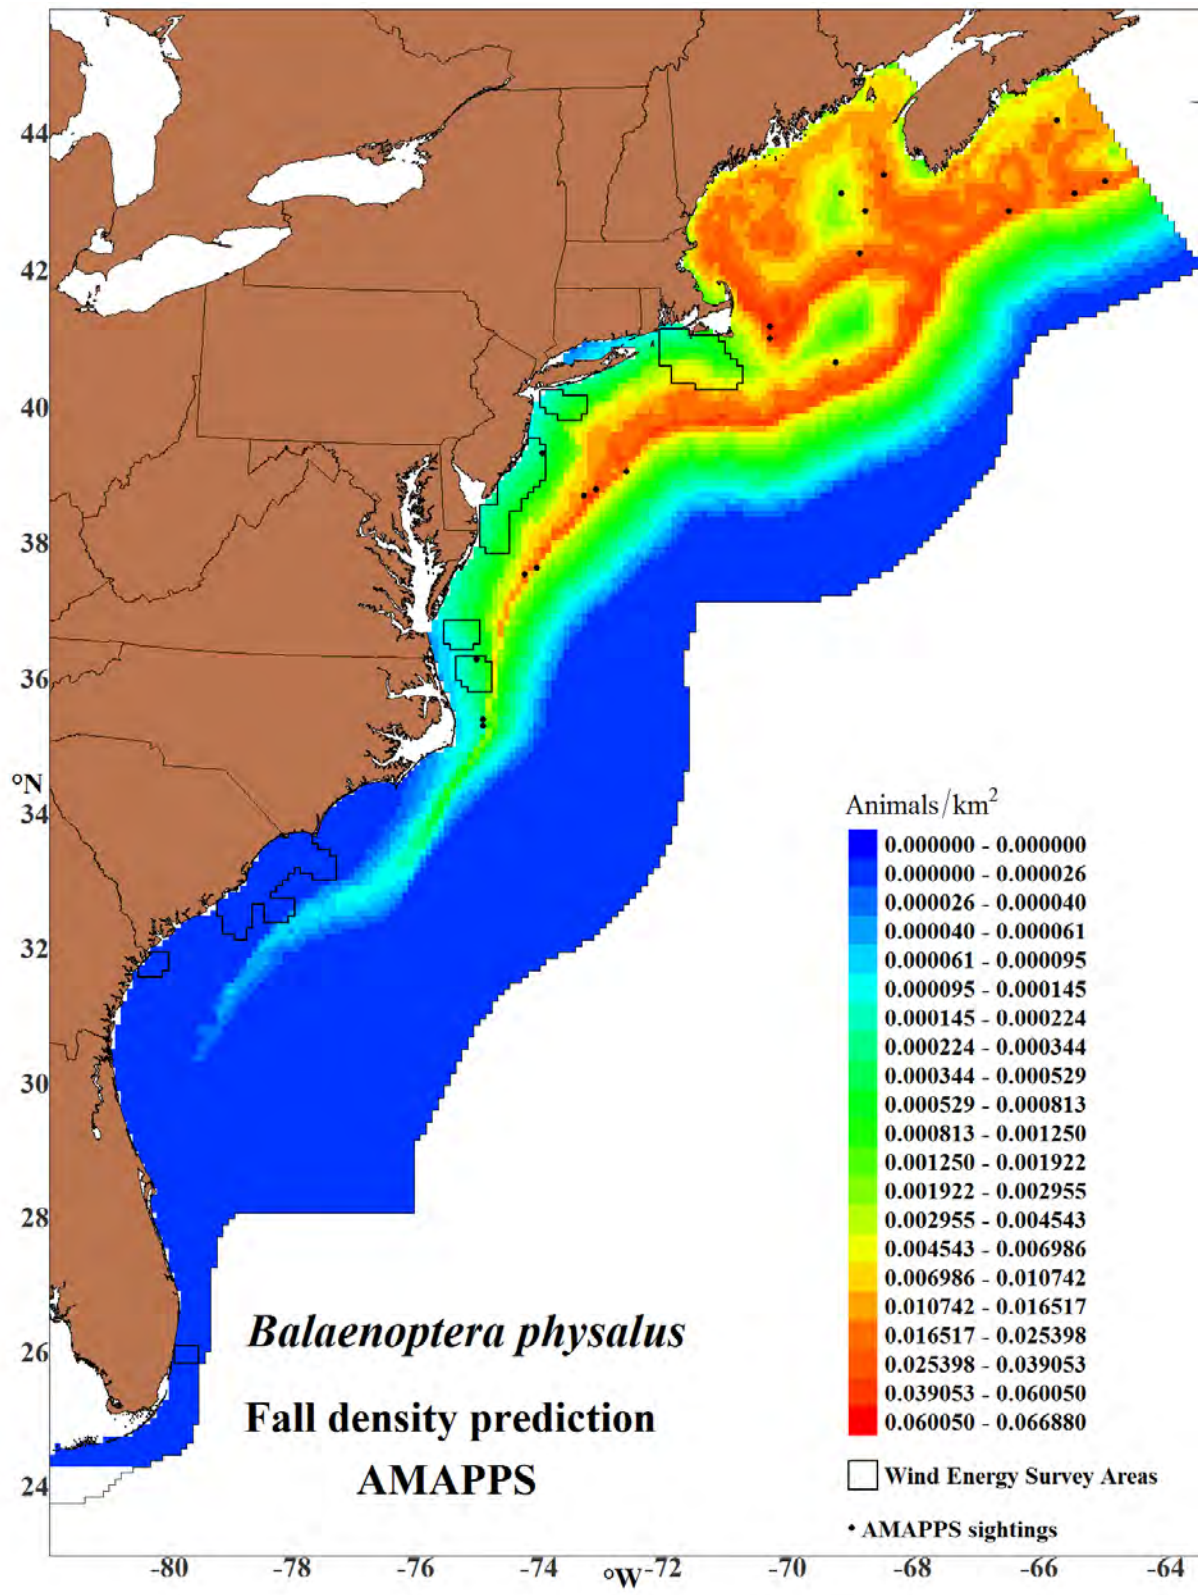 44
42
40
38
36
°N
34
32
30
28
26
24
Animals/km²
0.000000 - 0.000000
0.000000 - 0.000026
0.000026 - 0.000040
0.000040 - 0.000061
0.000061 - 0.000095
0.000095 - 0.000145
0.000145 - 0.000224
0.000224 - 0.000344
0.000344 - 0.000529
0.000529 - 0.000813
0.000813 - 0.001250
0.001250 - 0.001922
0.001922 - 0.002955
0.002955 - 0.004543
0.004543 - 0.006986
0.006986 - 0.010742
0.010742 - 0.016517
0.016517 - 0.025398
0.025398 - 0.039053
0.039053 - 0.060050
0.060050 - 0.066880
Wind Energy Survey Areas
AMAPPS sightings
Balaenoptera physalus
Fall density prediction
AMAPPS
-80 -78 -76 -74 °W -72 -70 -68 -66 -64